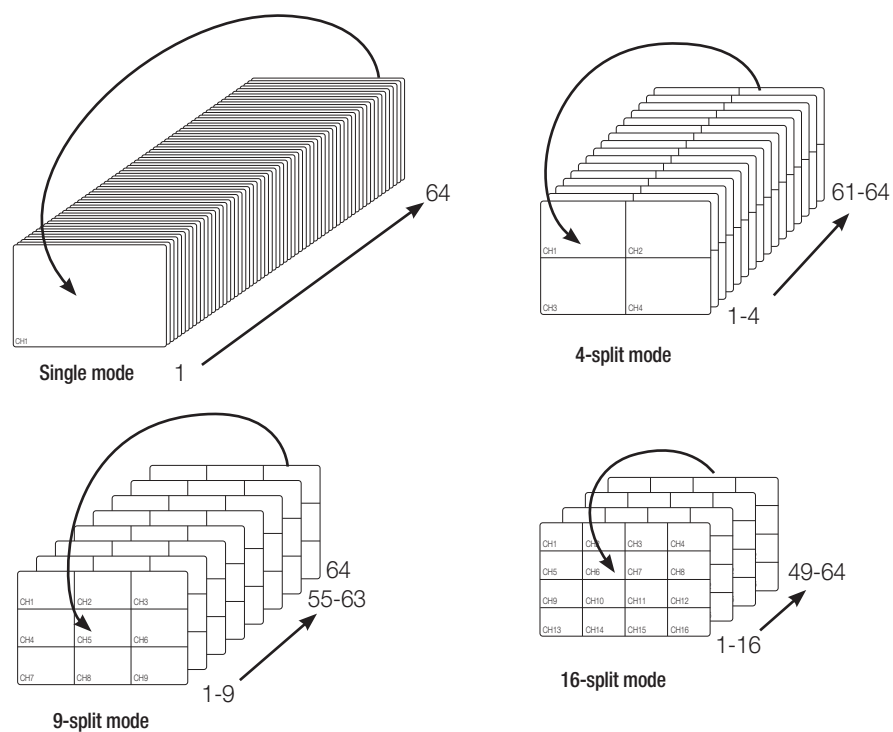 CH1
64
Single mode
1
CH1 CH2
CH3 CH4
61-64
1-4
4-split mode
CH1 CH2 CH3
CH4 CH5 CH6
CH7 CH8 CH9
64
55-63
1-9
9-split mode
CH1 CH2 CH3 CH4
CH5 CH6 CH7 CH8
CH9 CH10 CH11 CH12
CH13 CH14 CH15 CH16
49-64
1-16
16-split mode